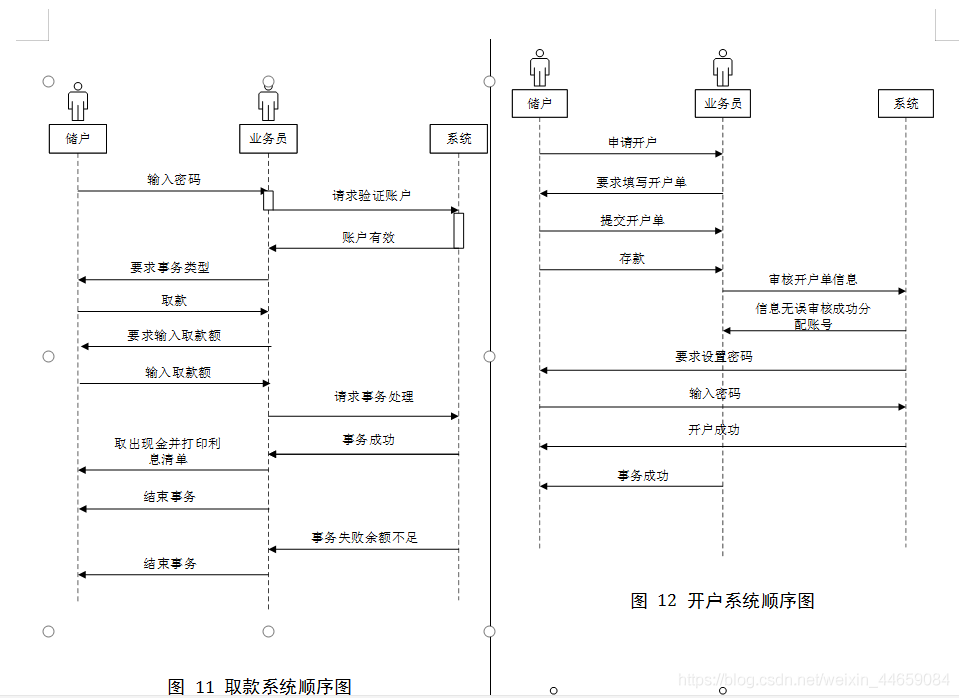 储户
业务员
系统
输入密码
请求验证账户
账户有效
要求事务类型
取款
要求输入取款额
输入取款额
请求事务处理
事务成功
取出现金并打印利
息清单
结束事务
事务失败余额不足
结束事务
图 11 取款系统顺序图
储户
业务员
系统
申请开户
要求填写开户单
提交开户单
存款
审核开户单信息
信息无误审核成功分
配账号
要求设置密码
输入密码
开户成功
事务成功
图 12 开户系统顺序图
https://blog.csdn.net/weixin_44659084